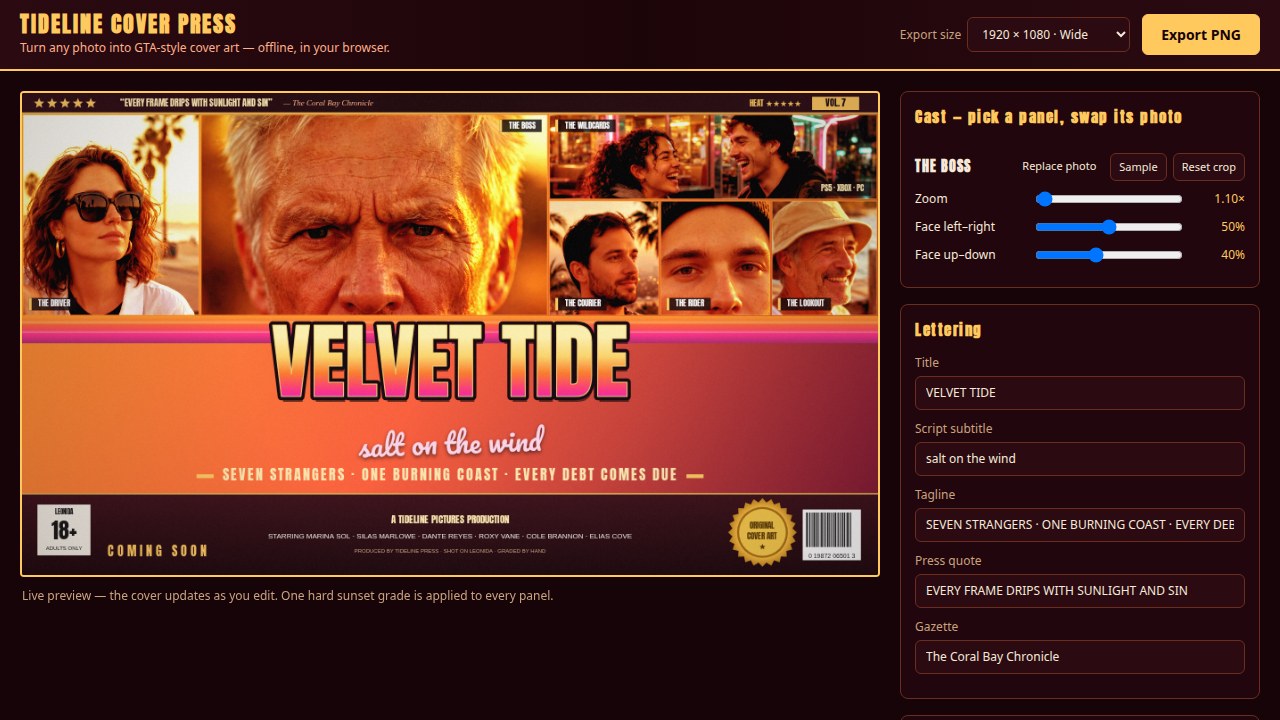 TIDELINE COVER PRESS
Turn any photo into GTA-style cover art — offline, in your browser.
Export size
1920 × 1080 · Wide
Export PNG
★★★★★ "EVERY FRAME DRIPS WITH SUNLIGHT AND SIN" — The Coral Bay Chronicle
HEAT ★★★★★
VOL. 7
THE DRIVER
THE BOSS
THE WILDCARDS
PS5 · XBOX · PC
THE COURIER
THE RIDER
THE LOOKOUT
VELVET TIDE
salt on the wind
— SEVEN STRANGERS · ONE BURNING COAST · EVERY DEBT COMES DUE —
LEONIDA
18+
ADULTS ONLY
COMING SOON
A TIDELINE PICTURES PRODUCTION
STARRING MARINA SOL · SILAS MARLOWE · DANTE REYES · ROXY VANE · COLE BRANNON · ELIAS COVE
PRODUCED BY TIDELINE PRESS · SHOT ON LEONIDA · GRADED BY HAND
ORIGINAL
COVER ART
★
0 19872 06501 3
Live preview — the cover updates as you edit. One hard sunset grade is applied to every panel.
Cast – pick a panel, swap its photo
THE BOSS
Replace photo
Sample
Reset crop
Zoom 1.10×
Face left–right 50%
Face up–down 40%
Lettering
Title
VELVET TIDE
Script subtitle
salt on the wind
Tagline
SEVEN STRANGERS · ONE BURNING COAST · EVERY DEE
Press quote
EVERY FRAME DRIPS WITH SUNLIGHT AND SIN
Gazette
The Coral Bay Chronicle